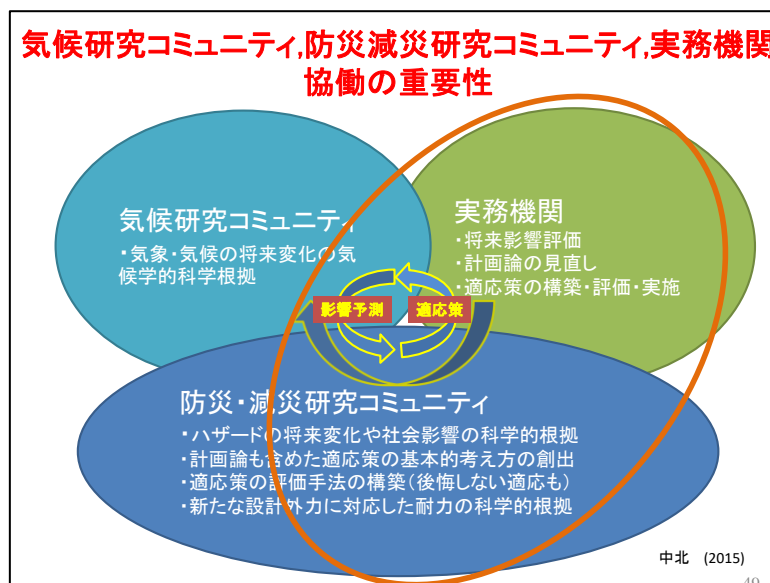 気候研究コミュニティ,防災減災研究コミュニティ,実務機関
協働の重要性
気候研究コミュニティ
・気象・気候の将来変化の気
候学的科学根拠
実務機関
・将来影響評価
・計画論の見直し
・適応策の構築・評価・実施
影響予測
適応策
防災・減災研究コミュニティ
・ハザードの将来変化や社会影響の科学的根拠
・計画論も含めた適応策の基本的考え方の創出
・適応策の評価手法の構築(後悔しない適応も)
・新たな設計外力に対応した耐力の科学的根拠
中北 (2015)